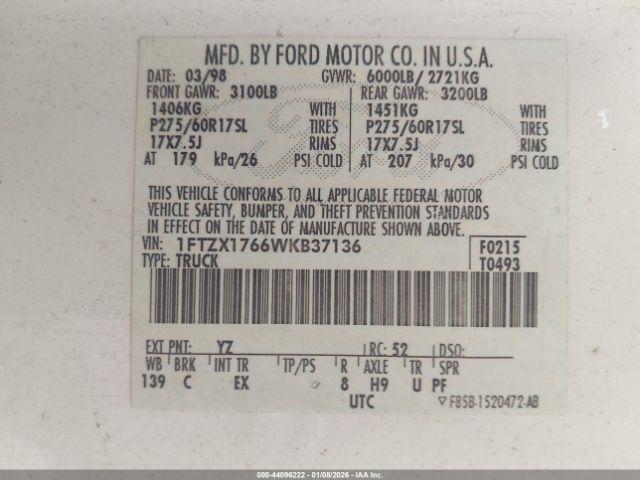 MFD. BY FORD MOTOR CO. IN U.S.A.
DATE: 03/98 GVWR: 6000LB/ 2721KG
FRONT GAWR: 3100LB REAR GAWR: 3200LB
1406KG WITH 1451KG WITH
P275/60R17SL TIRES P275/60R17SL TIRES
17X7.5J RIMS 17X7.5J RIMS
AT 179 kPa/26 PSI COLD AT 207 kPa/30 PSI COLD
THIS VEHICLE CONFORMS TO ALL APPLICABLE FEDERAL MOTOR
VEHICLE SAFETY, BUMPER, AND THEFT PREVENTION STANDARDS
IN EFFECT ON THE DATE OF MANUFACTURE SHOWN ABOVE.
VIN: 1FTZX1766WKB37136 F0215
TYPE: TRUCK T0493
EXT PNT: YZ RC: 52 DSO:
WB BRK INT TR TP/PS R AXLE TR SPR
139 C EX 8 H9 U PF
UTC F85B-1520472-AB
000-44096222 - 01/08/2026 - IAA Inc.